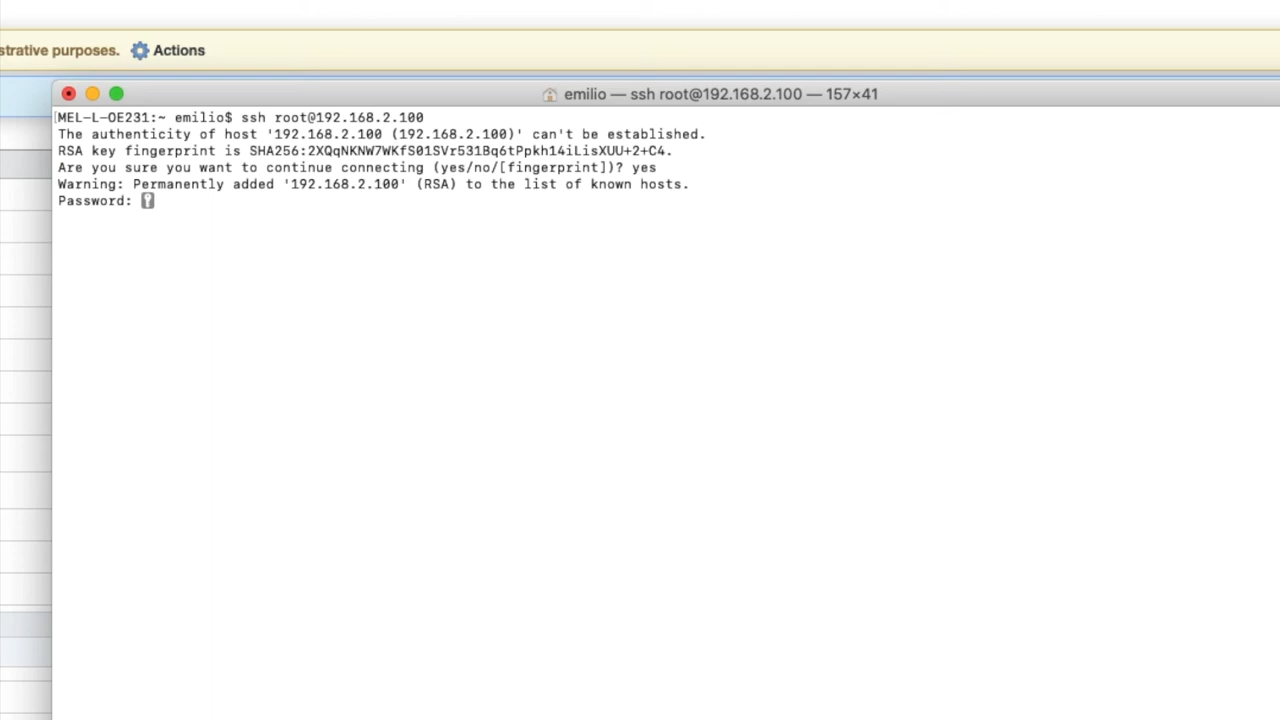 strative purposes. Actions
emilio — ssh root@192.168.2.100 — 157×41
[MEL-L-OE231:~ emilio$ ssh root@192.168.2.100
The authenticity of host '192.168.2.100 (192.168.2.100)' can't be established.
RSA key fingerprint is SHA256:2XQqNKNW7WKfS01SVr531Bq6tPpkh14iLisXUU+2+C4.
Are you sure you want to continue connecting (yes/no/[fingerprint])? yes
Warning: Permanently added '192.168.2.100' (RSA) to the list of known hosts.
Password: